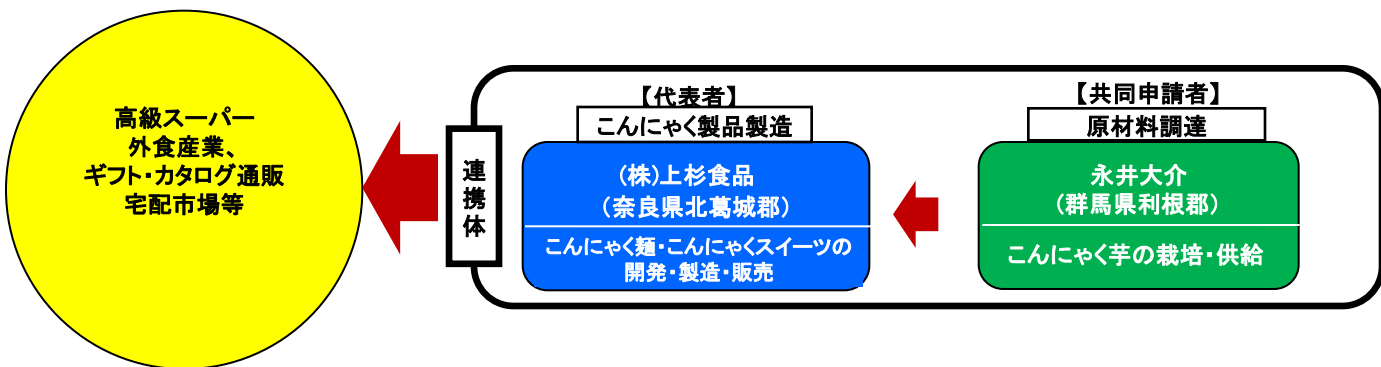 高級スーパー
外食産業、
ギフト・カタログ通販
宅配市場等
連携体
【代表者】
こんにゃく製品製造
(株)上杉食品
(奈良県北葛城郡)
こんにゃく麺・こんにゃくスイーツの
開発・製造・販売
【共同申請者】
原材料調達
永井大介
(群馬県利根郡)
こんにゃく芋の栽培・供給